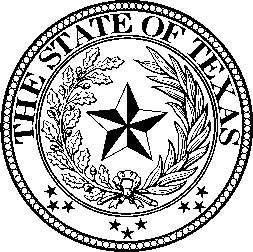 THE STATE OF TEXAS